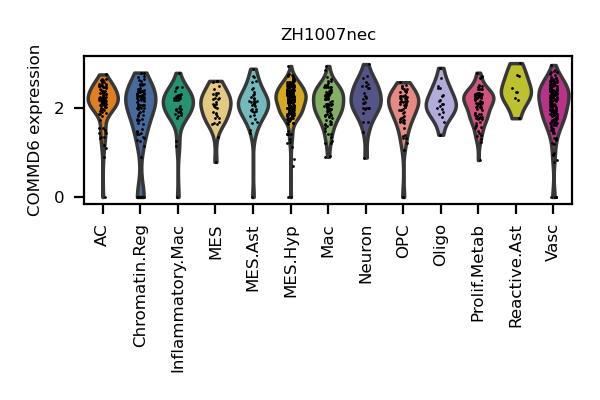 ZH1007nec
COMMD6 expression
2
0
AC
Chromatin.Reg
Inflammatory.Mac
MES
MES.Ast
MES.Hyp
Mac
Neuron
OPC
Oligo
Prolif.Metab
Reactive.Ast
Vasc